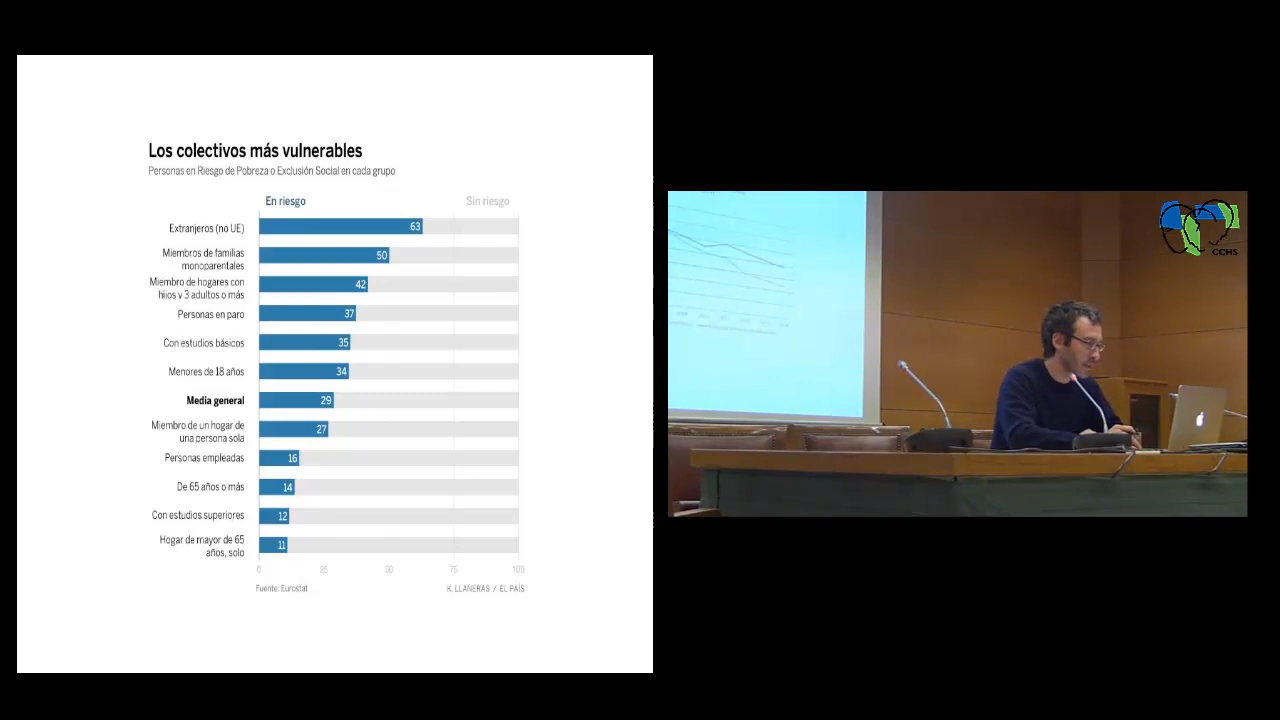 Los colectivos más vulnerables
Personas en Riesgo de Pobreza o Exclusión Social en cada grupo
En riesgo
Sin riesgo
Extranjeros (no UE)
63
Miembros de familias
monoparentales
50
Miembro de hogares con
hijos y 3 adultos o más
42
Personas en paro
37
Con estudios básicos
35
Menores de 18 años
34
Media general
29
Miembro de un hogar de
una persona sola
27
Personas empleadas
16
De 65 años o más
14
Con estudios superiores
12
Hogar de mayor de 65
años, solo
11
0 25 50 75 100
Fuente: Eurostat
K. LLANERAS / EL PAÍS
CCHS